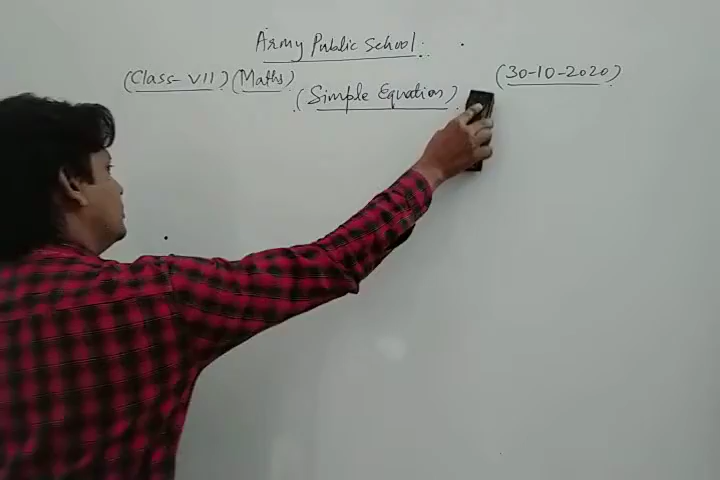 Army Public School.
(Class- VII) (Maths) (30-10-2020)
(Simple Equation)